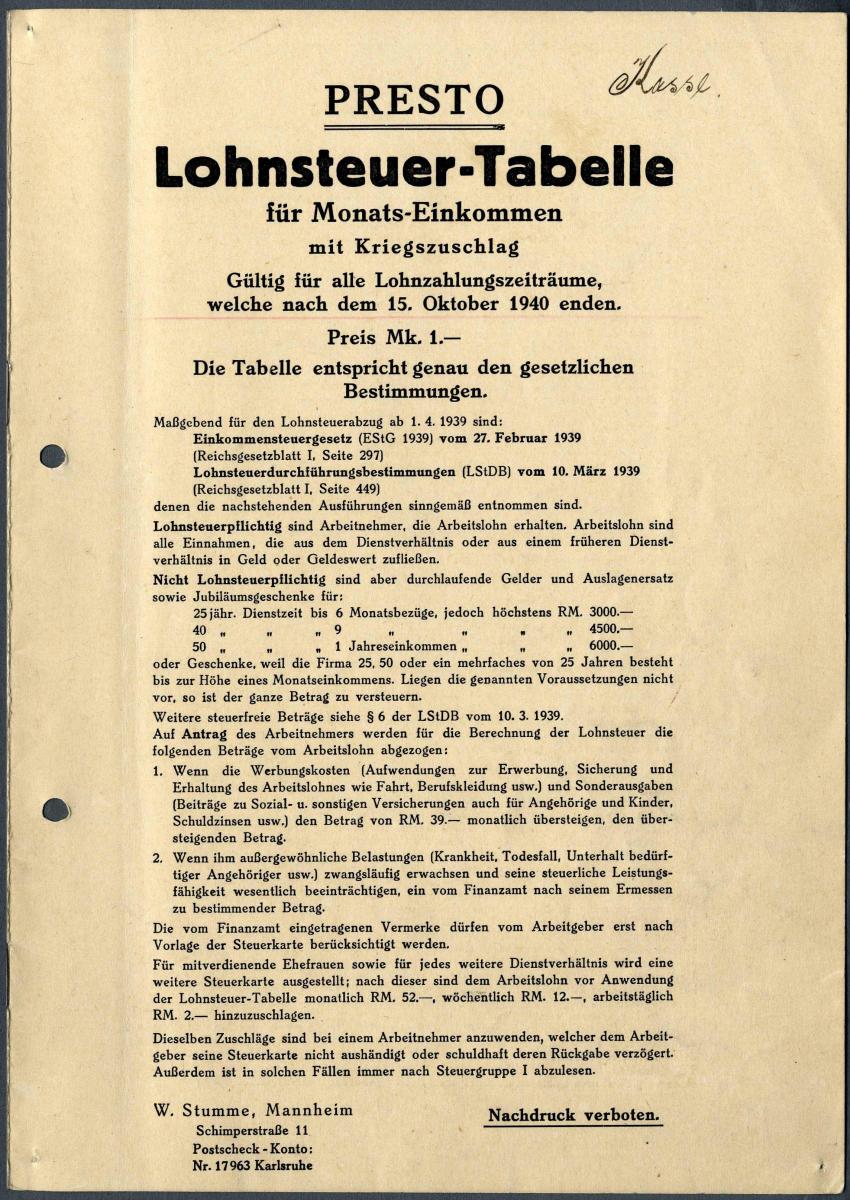 Kasse.
PRESTO
Lohnsteuer-Tabelle
für Monats-Einkommen
mit Kriegszuschlag
Gültig für alle Lohnzahlungszeiträume,
welche nach dem 15. Oktober 1940 enden.
Preis Mk. 1.—
Die Tabelle entspricht genau den gesetzlichen
Bestimmungen.
Maßgebend für den Lohnsteuerabzug ab 1. 4. 1939 sind:
Einkommensteuergesetz (EStG 1939) vom 27. Februar 1939
(Reichsgesetzblatt I, Seite 297)
Lohnsteuerdurchführungsbestimmungen (LStDB) vom 10. März 1939
(Reichsgesetzblatt I, Seite 449)
denen die nachstehenden Ausführungen sinngemäß entnommen sind.
Lohnsteuerpflichtig sind Arbeitnehmer, die Arbeitslohn erhalten. Arbeitslohn sind
alle Einnahmen, die aus dem Dienstverhältnis oder aus einem früheren Dienst-
verhältnis in Geld oder Geldeswert zufließen.
Nicht Lohnsteuerpflichtig sind aber durchlaufende Gelder und Auslagenersatz
sowie Jubiläumsgeschenke für:
25jähr. Dienstzeit bis 6 Monatsbezüge, jedoch höchstens RM. 3000.—
40 „ „ „ 9 „ „ „ „ 4500.—
50 „ „ „ 1 Jahreseinkommen „ „ „ 6000.—
oder Geschenke, weil die Firma 25, 50 oder ein mehrfaches von 25 Jahren besteht
bis zur Höhe eines Monatseinkommens. Liegen die genannten Voraussetzungen nicht
vor, so ist der ganze Betrag zu versteuern.
Weitere steuerfreie Beträge siehe § 6 der LStDB vom 10. 3. 1939.
Auf Antrag des Arbeitnehmers werden für die Berechnung der Lohnsteuer die
folgenden Beträge vom Arbeitslohn abgezogen:
1. Wenn die Werbungskosten (Aufwendungen zur Erwerbung, Sicherung und
Erhaltung des Arbeitslohnes wie Fahrt, Berufskleidung usw.) und Sonderausgaben
(Beiträge zu Sozial- u. sonstigen Versicherungen auch für Angehörige und Kinder,
Schuldzinsen usw.) den Betrag von RM. 39.— monatlich übersteigen, den über-
steigenden Betrag.
2. Wenn ihm außergewöhnliche Belastungen (Krankheit, Todesfall, Unterhalt bedürf-
tiger Angehöriger usw.) zwangsläufig erwachsen und seine steuerliche Leistungs-
fähigkeit wesentlich beeinträchtigen, ein vom Finanzamt nach seinem Ermessen
zu bestimmender Betrag.
Die vom Finanzamt eingetragenen Vermerke dürfen vom Arbeitgeber erst nach
Vorlage der Steuerkarte berücksichtigt werden.
Für mitverdienende Ehefrauen sowie für jedes weitere Dienstverhältnis wird eine
weitere Steuerkarte ausgestellt; nach dieser sind dem Arbeitslohn vor Anwendung
der Lohnsteuer-Tabelle monatlich RM. 52.—, wöchentlich RM. 12.—, arbeitstäglich
RM. 2.— hinzuzuschlagen.
Dieselben Zuschläge sind bei einem Arbeitnehmer anzuwenden, welcher dem Arbeit-
geber seine Steuerkarte nicht aushändigt oder schuldhaft deren Rückgabe verzögert.
Außerdem ist in solchen Fällen immer nach Steuergruppe I abzulesen.
W. Stumme, Mannheim
Schimperstraße 11
Postscheck-Konto:
Nr. 17963 Karlsruhe
Nachdruck verboten.